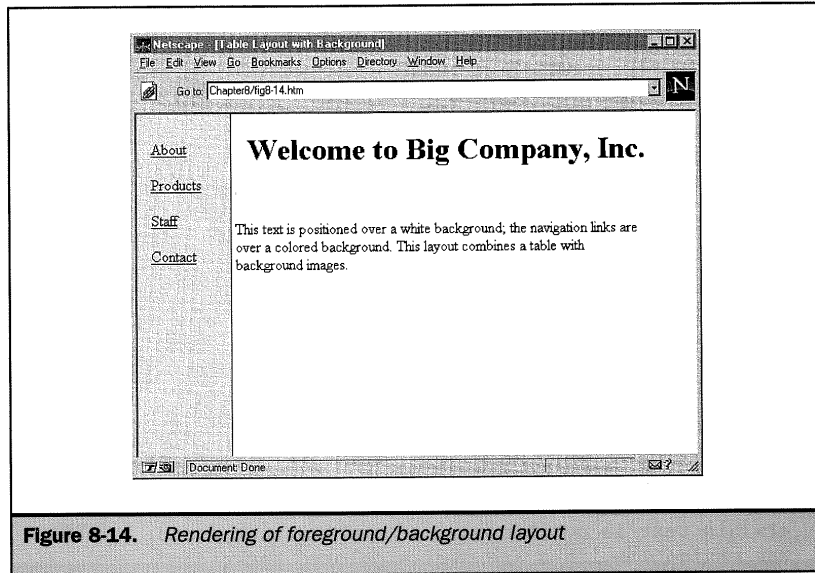 Netscape - [Table Layout with Background]
File Edit View Go Bookmarks Options Directory Window Help
Go to: Chapter8/fig8-14.htm
N
About
Products
Staff
Contact
Welcome to Big Company, Inc.
This text is positioned over a white background; the navigation links are
over a colored background. This layout combines a table with
background images.
Document: Done
?
Figure 8-14. Rendering of foreground/background layout